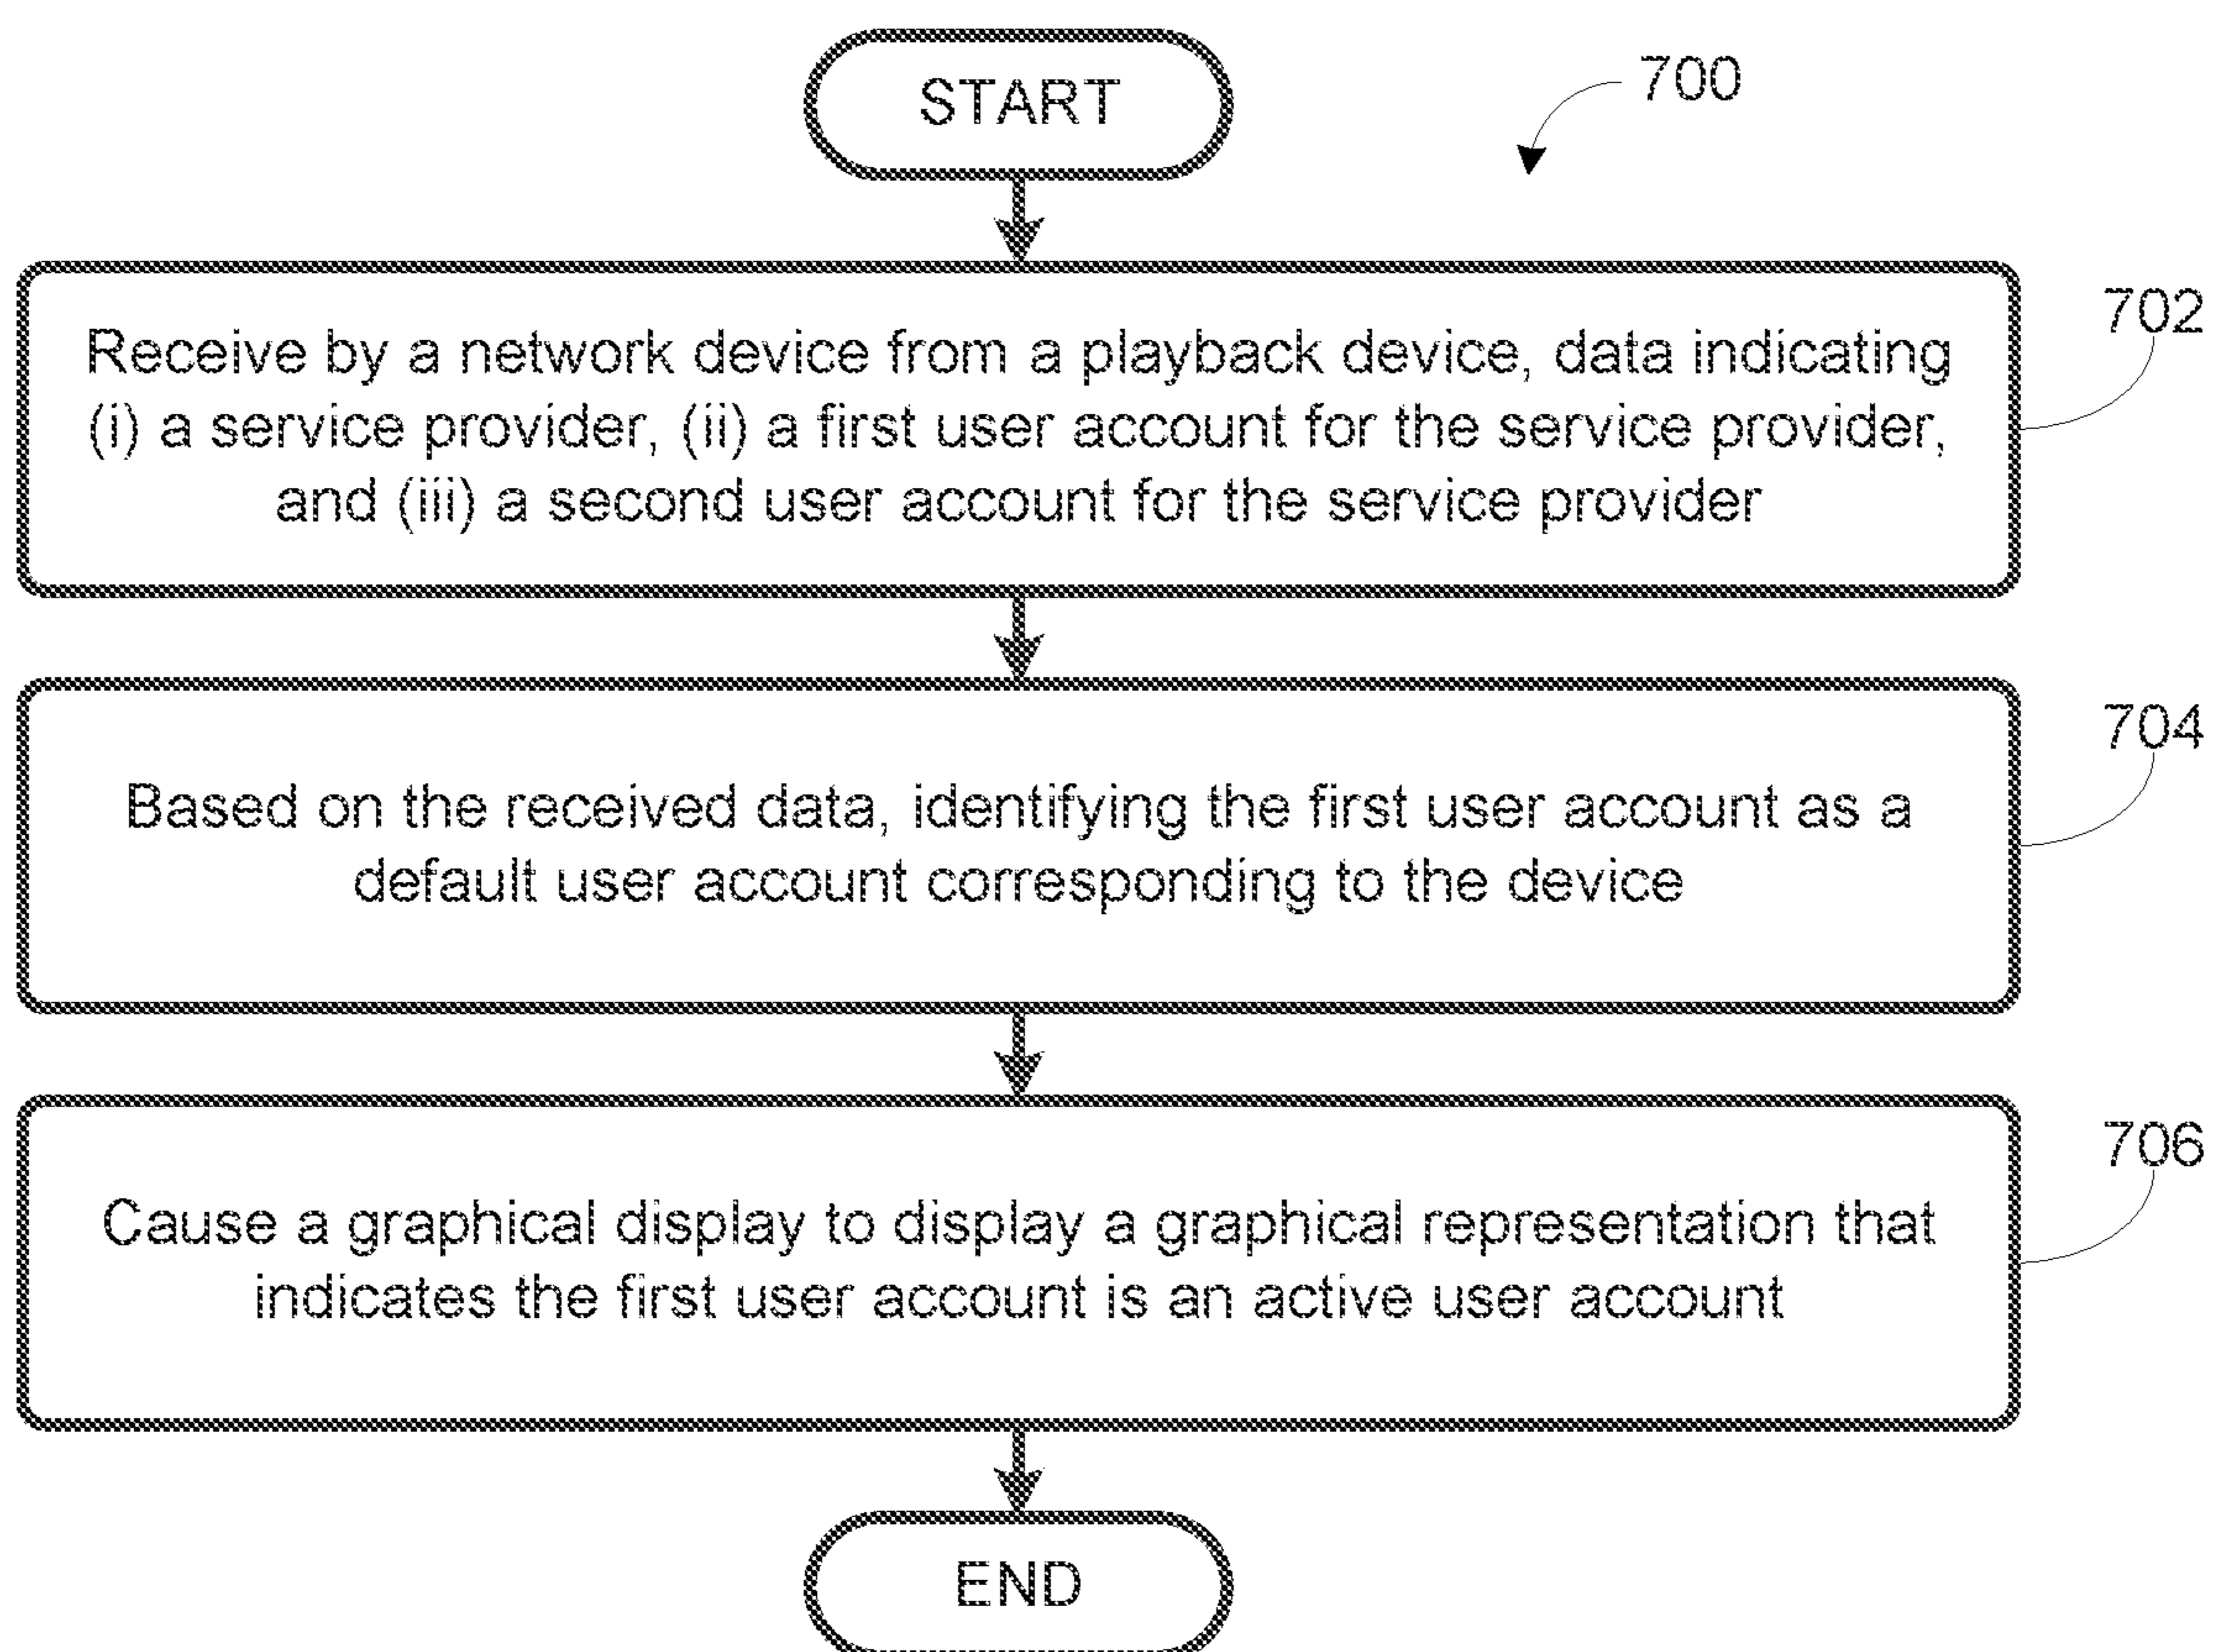 START
700
Receive by a network device from a playback device, data indicating
(i) a service provider, (ii) a first user account for the service provider,
and (iii) a second user account for the service provider
702
Based on the received data, identifying the first user account as a
default user account corresponding to the device
704
Cause a graphical display to display a graphical representation that
indicates the first user account is an active user account
706
END